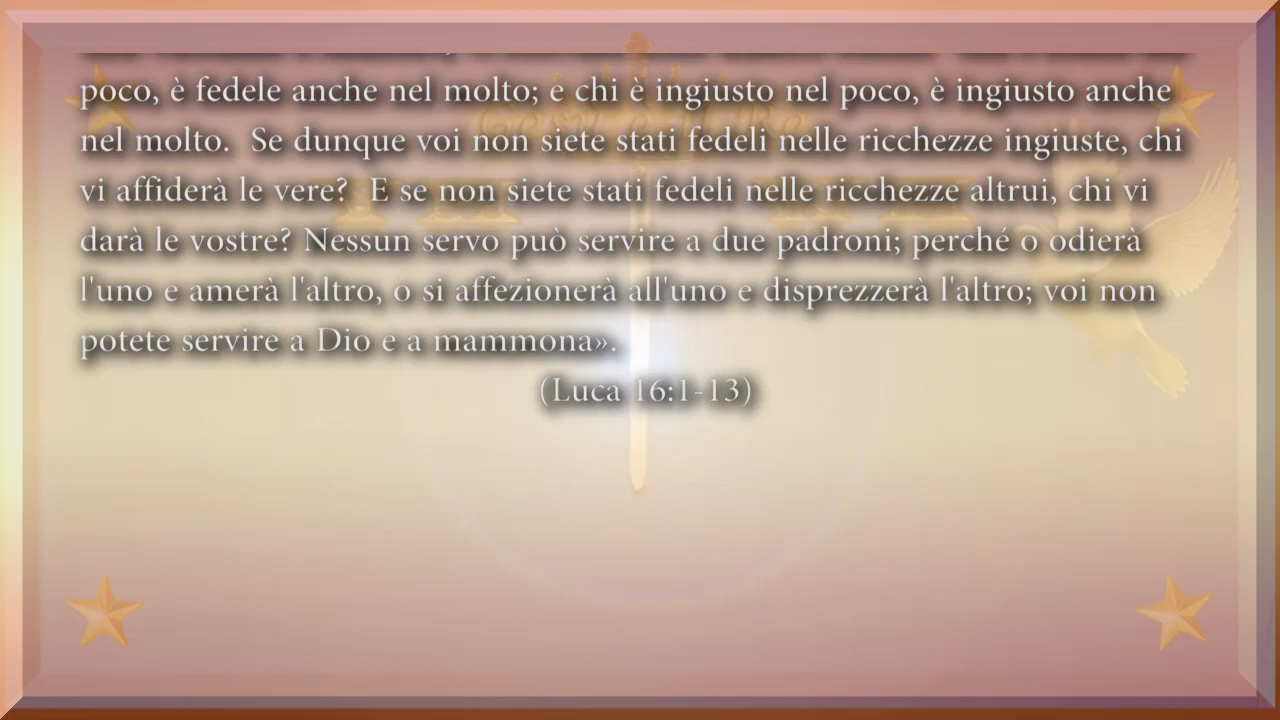 poco, è fedele anche nel molto; e chi è ingiusto nel poco, è ingiusto anche
nel molto.  Se dunque voi non siete stati fedeli nelle ricchezze ingiuste, chi
vi affiderà le vere?  E se non siete stati fedeli nelle ricchezze altrui, chi vi
darà le vostre? Nessun servo può servire a due padroni; perché o odierà
l'uno e amerà l'altro, o si affezionerà all'uno e disprezzerà l'altro; voi non
potete servire a Dio e a mammona».
(Luca 16:1-13)